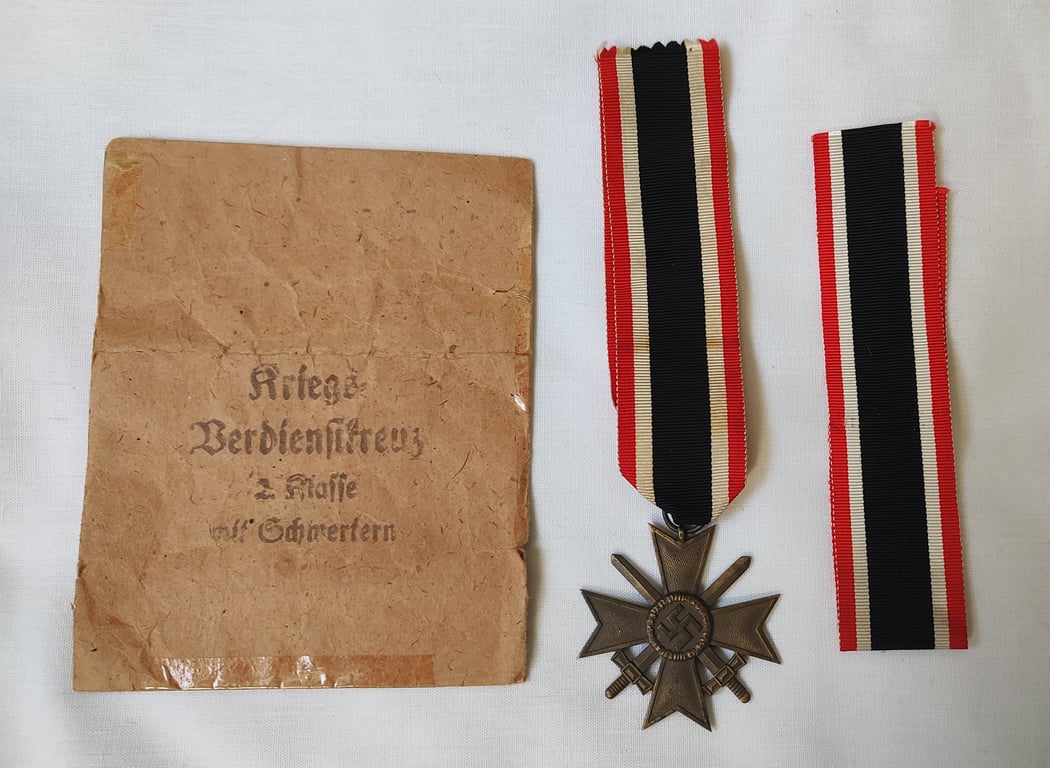 Kriegs-
Verdienstkreuz
2. Klasse
mit Schwertern